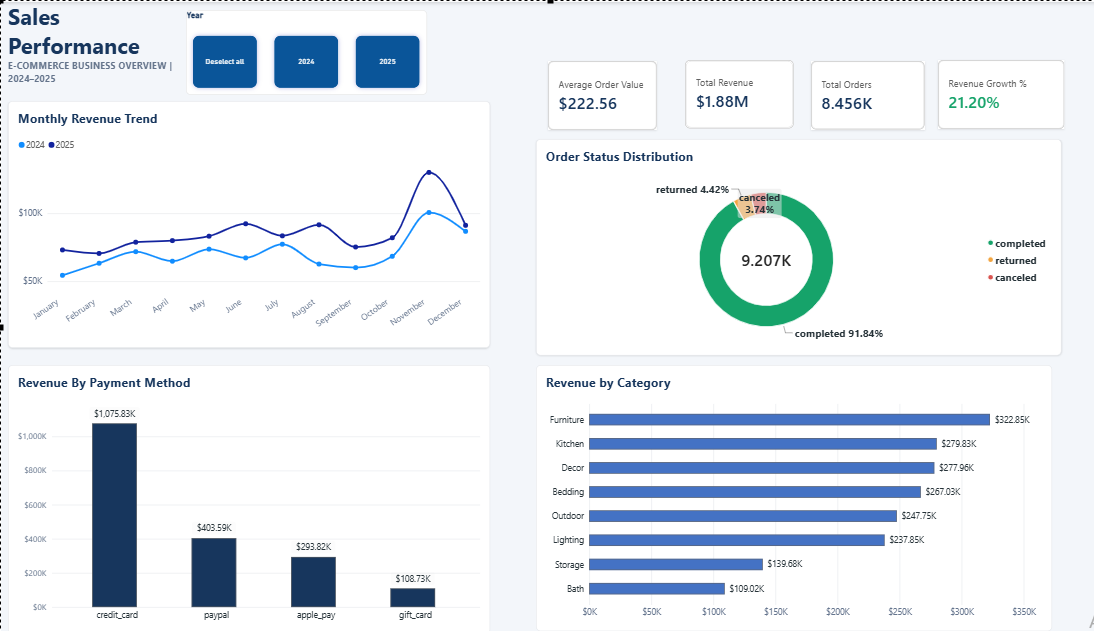 Sales
Performance
E-COMMERCE BUSINESS OVERVIEW |
2024–2025
Year
Deselect all
2024
2025
Average Order Value
$222.56
Total Revenue
$1.88M
Total Orders
8.456K
Revenue Growth %
21.20%
Monthly Revenue Trend
2024 2025
$100K
$50K
January
February
March
April
May
June
July
August
September
October
November
December
Order Status Distribution
returned 4.42%
canceled
3.74%
9.207K
completed 91.84%
completed
returned
canceled
Revenue By Payment Method
$1,000K
$800K
$600K
$400K
$200K
$0K
$1,075.83K
$403.59K
$293.82K
$108.73K
credit_card
paypal
apple_pay
gift_card
Revenue by Category
Furniture $322.85K
Kitchen $279.83K
Decor $277.96K
Bedding $267.03K
Outdoor $247.75K
Lighting $237.85K
Storage $139.68K
Bath $109.02K
$0K $50K $100K $150K $200K $250K $300K $350K